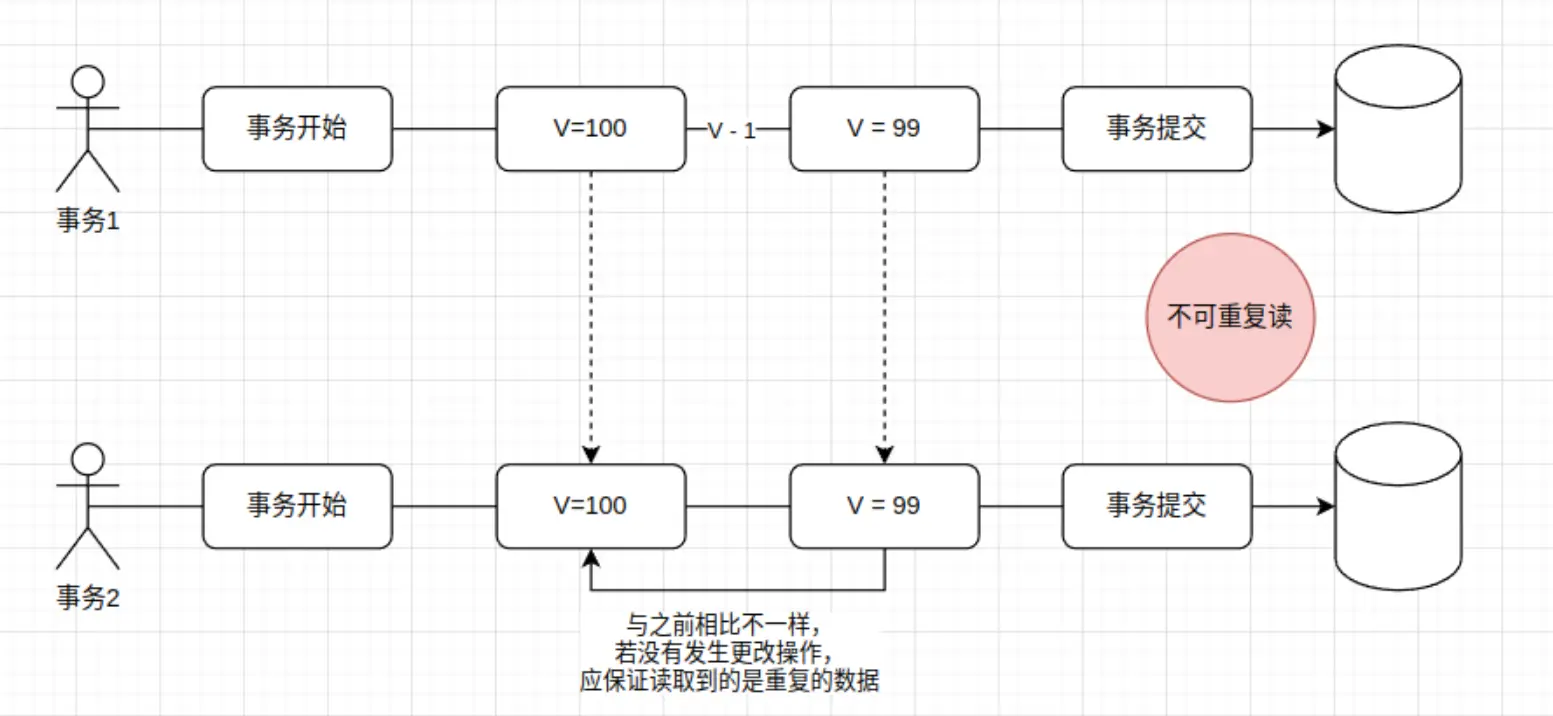 事务开始
V=100
V - 1
V = 99
事务提交
事务1
不可重复读
事务开始
V=100
V = 99
事务提交
事务2
与之前相比不一样，
若没有发生更改操作，
应保证读取到的是重复的数据